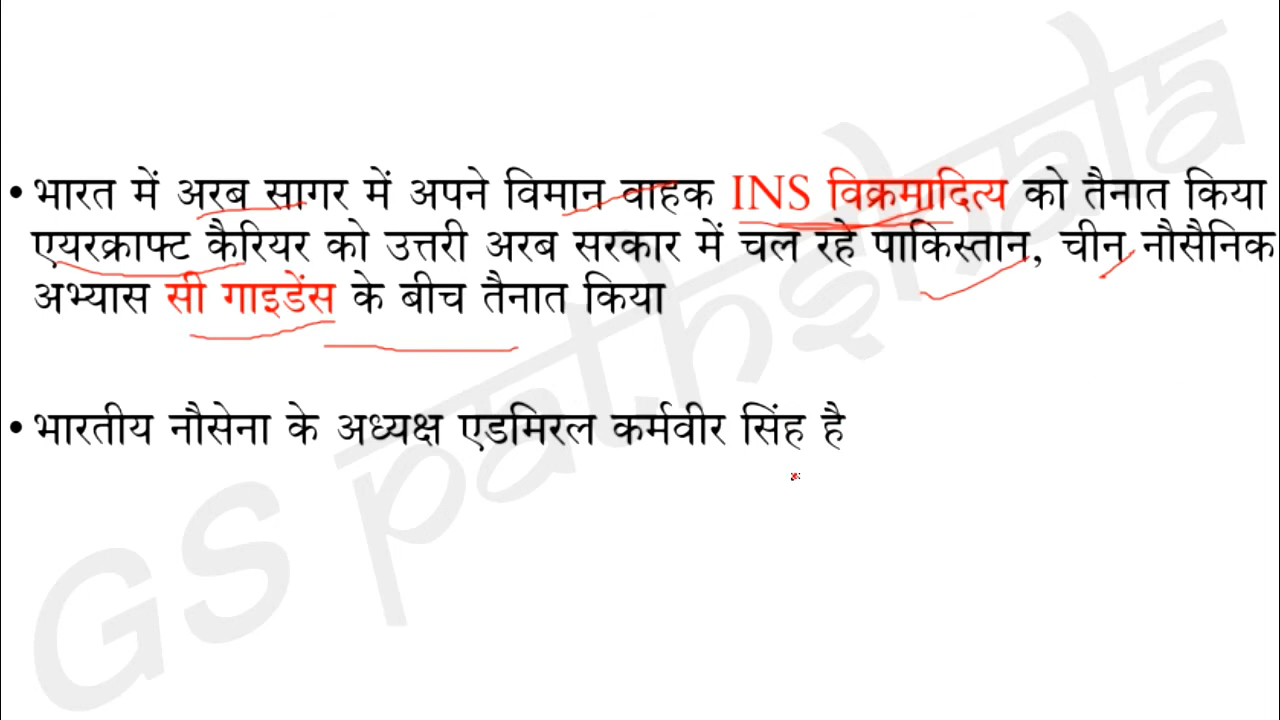 • भारत में अरब सागर में अपने विमान वाहक INS विक्रमादित्य को तैनात किया
एयरक्राफ्ट कैरियर को उत्तरी अरब सरकार में चल रहे पाकिस्तान, चीन नौसैनिक
अभ्यास सी गाइडेंस के बीच तैनात किया
• भारतीय नौसेना के अध्यक्ष एडमिरल कर्मवीर सिंह है
GS pathshala